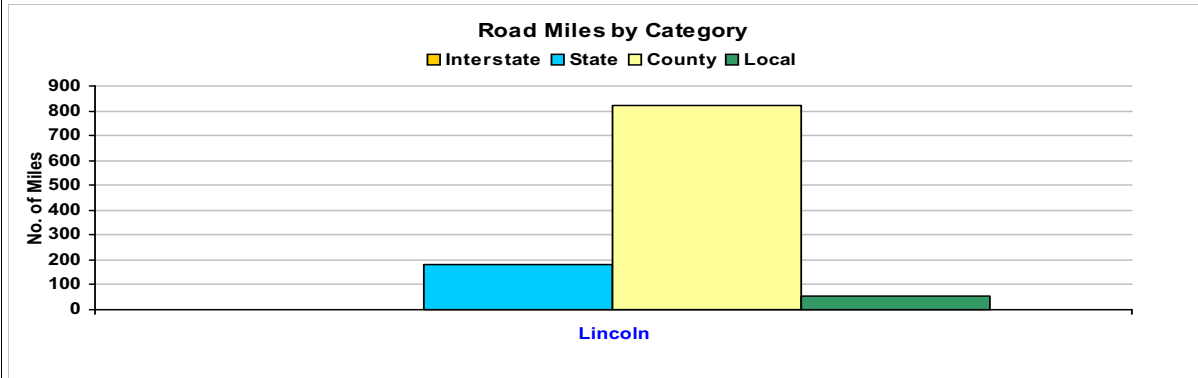 Road Miles by Category
Interstate State County Local
No. of Miles
900
800
700
600
500
400
300
200
100
0
Lincoln